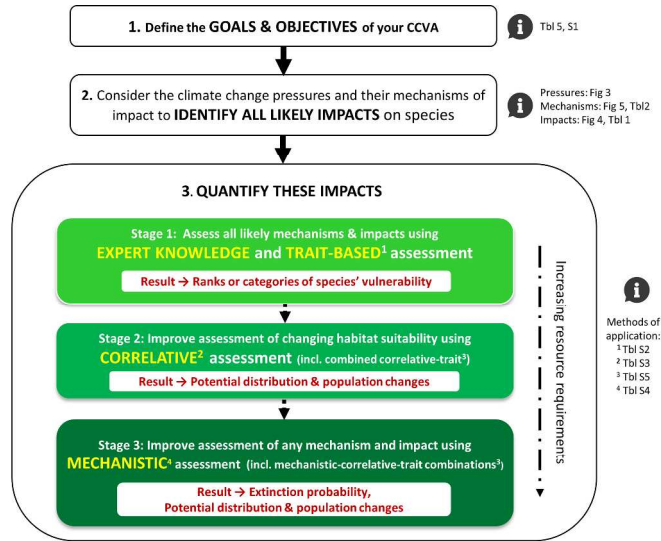 1. Define the GOALS & OBJECTIVES of your CCVA
i Tbl 5, S1
2. Consider the climate change pressures and their mechanisms of
impact to IDENTIFY ALL LIKELY IMPACTS on species
i Pressures: Fig 3
Mechanisms: Fig 5, Tbl2
Impacts: Fig 4, Tbl 1
3. QUANTIFY THESE IMPACTS
Stage 1: Assess all likely mechanisms & impacts using
EXPERT KNOWLEDGE and TRAIT-BASED¹ assessment
Result → Ranks or categories of species' vulnerability
Stage 2: Improve assessment of changing habitat suitability using
CORRELATIVE² assessment (incl. combined correlative-trait³)
Result → Potential distribution & population changes
Stage 3: Improve assessment of any mechanism and impact using
MECHANISTIC⁴ assessment (incl. mechanistic-correlative-trait combinations³)
Result → Extinction probability,
Potential distribution & population changes
Increasing resource requirements
i
Methods of
application:
¹ Tbl S2
² Tbl S3
³ Tbl S5
⁴ Tbl S4